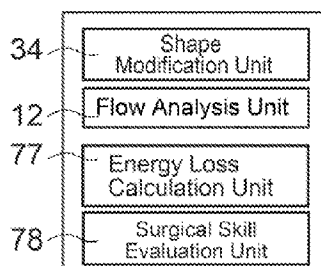 34
Shape
Modification Unit
12
Flow Analysis Unit
77
Energy Loss
Calculation Unit
78
Surgical Skill
Evaluation Unit